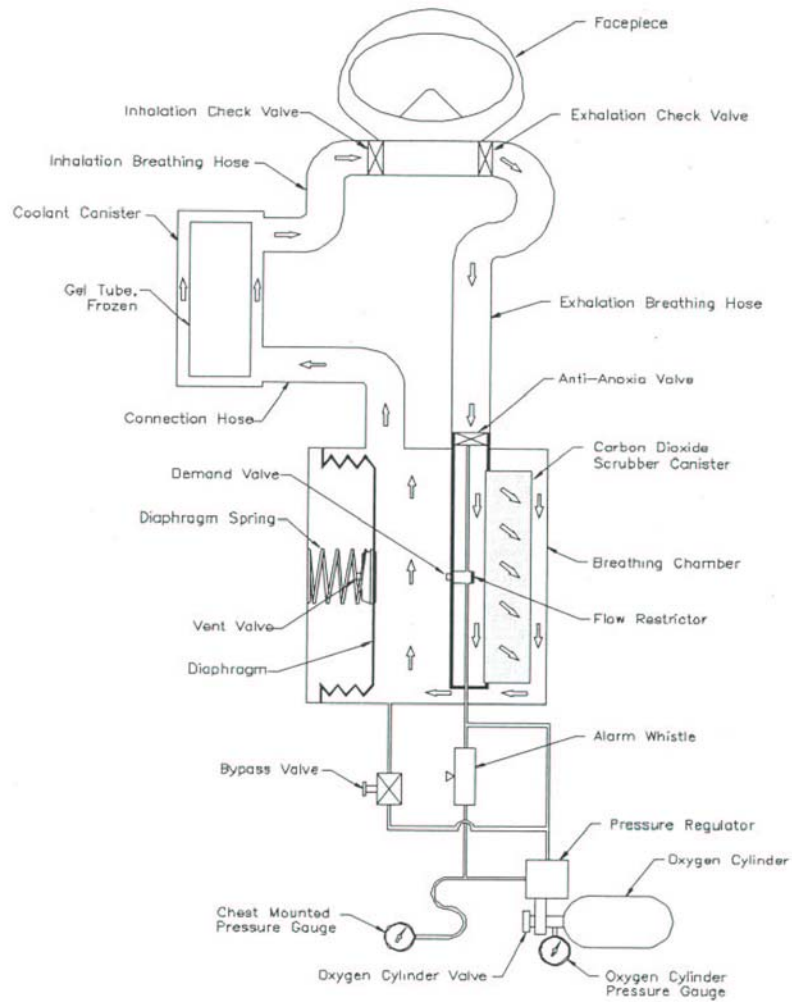 Facepiece
Inhalation Check Valve
Exhalation Check Valve
Inhalation Breathing Hose
Coolant Canister
Gel Tube,
Frozen
Exhalation Breathing Hose
Anti-Anoxia Valve
Connection Hose
Carbon Dioxide
Scrubber Canister
Demand Valve
Diaphragm Spring
Breathing Chamber
Vent Valve
Flow Restrictor
Diaphragm
Alarm Whistle
Bypass Valve
Pressure Regulator
Oxygen Cylinder
Chest Mounted
Pressure Gauge
Oxygen Cylinder Valve
Oxygen Cylinder
Pressure Gauge